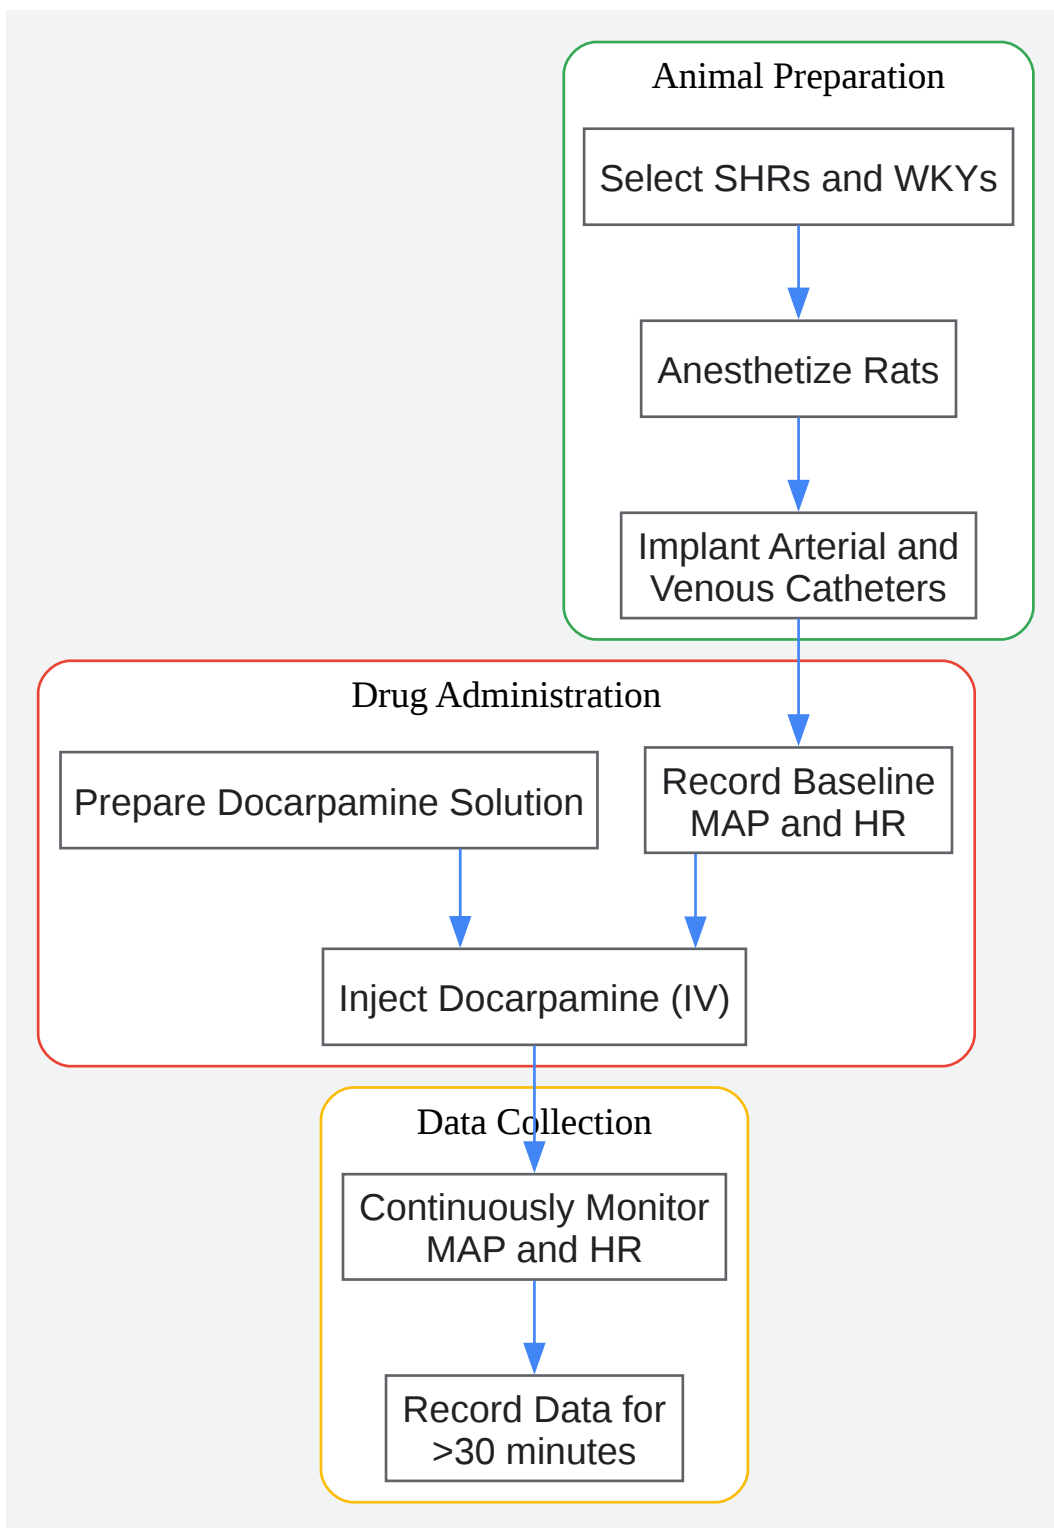 Animal Preparation
Select SHRs and WKYs
Anesthetize Rats
Implant Arterial and
Venous Catheters
Drug Administration
Prepare Docarpamine Solution
Record Baseline
MAP and HR
Inject Docarpamine (IV)
Data Collection
Continuously Monitor
MAP and HR
Record Data for
>30 minutes